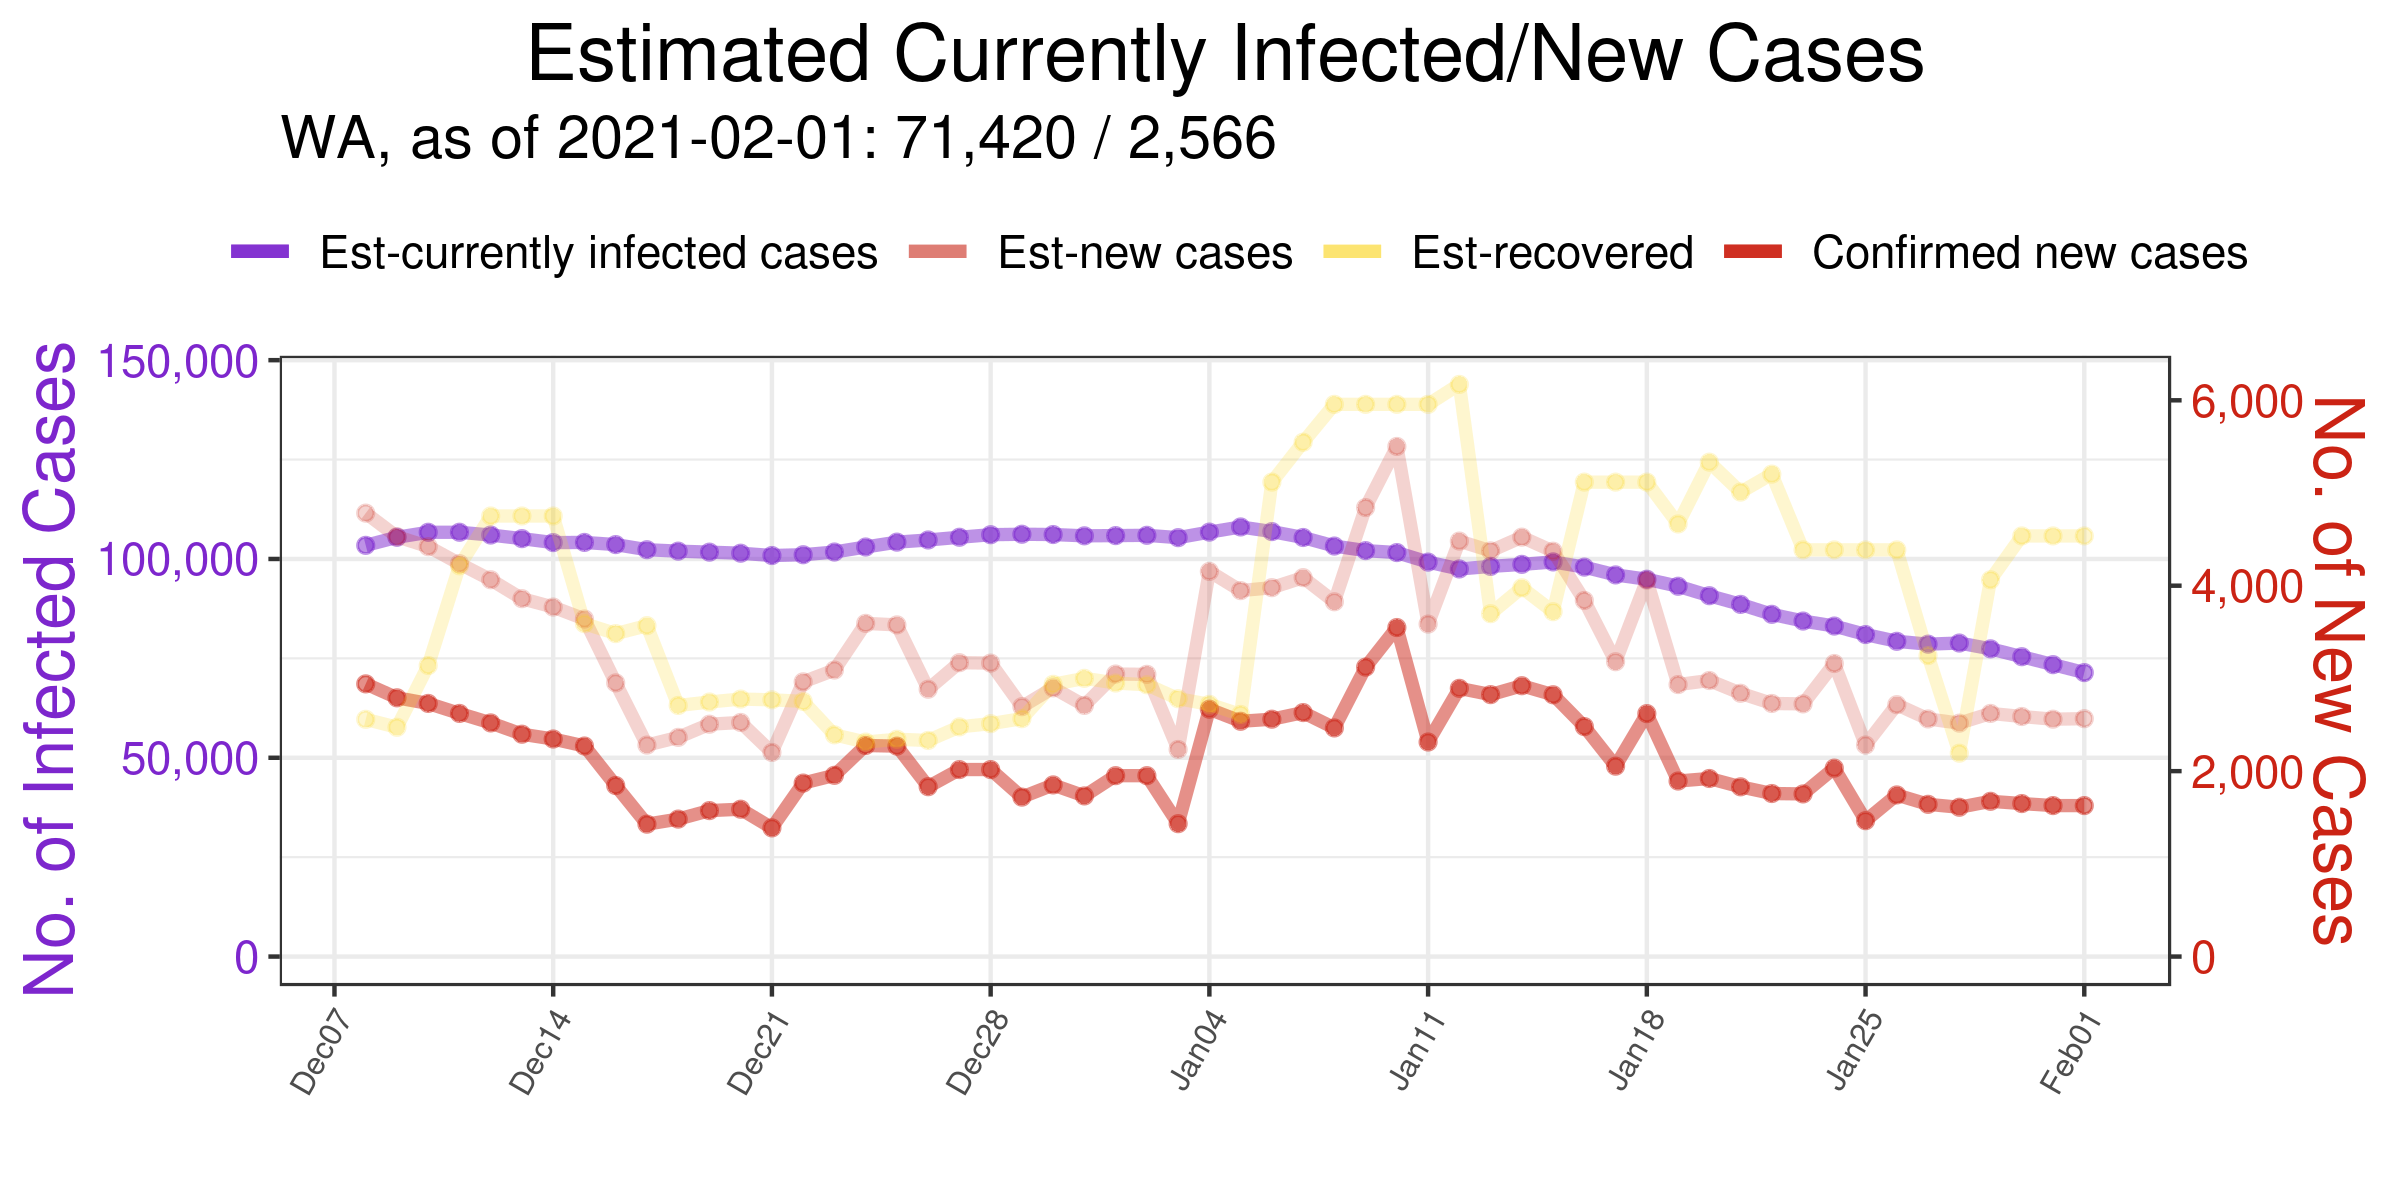 Estimated Currently Infected/New Cases
WA, as of 2021-02-01: 71,420 / 2,566
Est-currently infected cases Est-new cases Est-recovered Confirmed new cases
No. of Infected Cases
150,000
100,000
50,000
0
6,000
4,000
2,000
0
No. of New Cases
Dec07 Dec14 Dec21 Dec28 Jan04 Jan11 Jan18 Jan25 Feb01